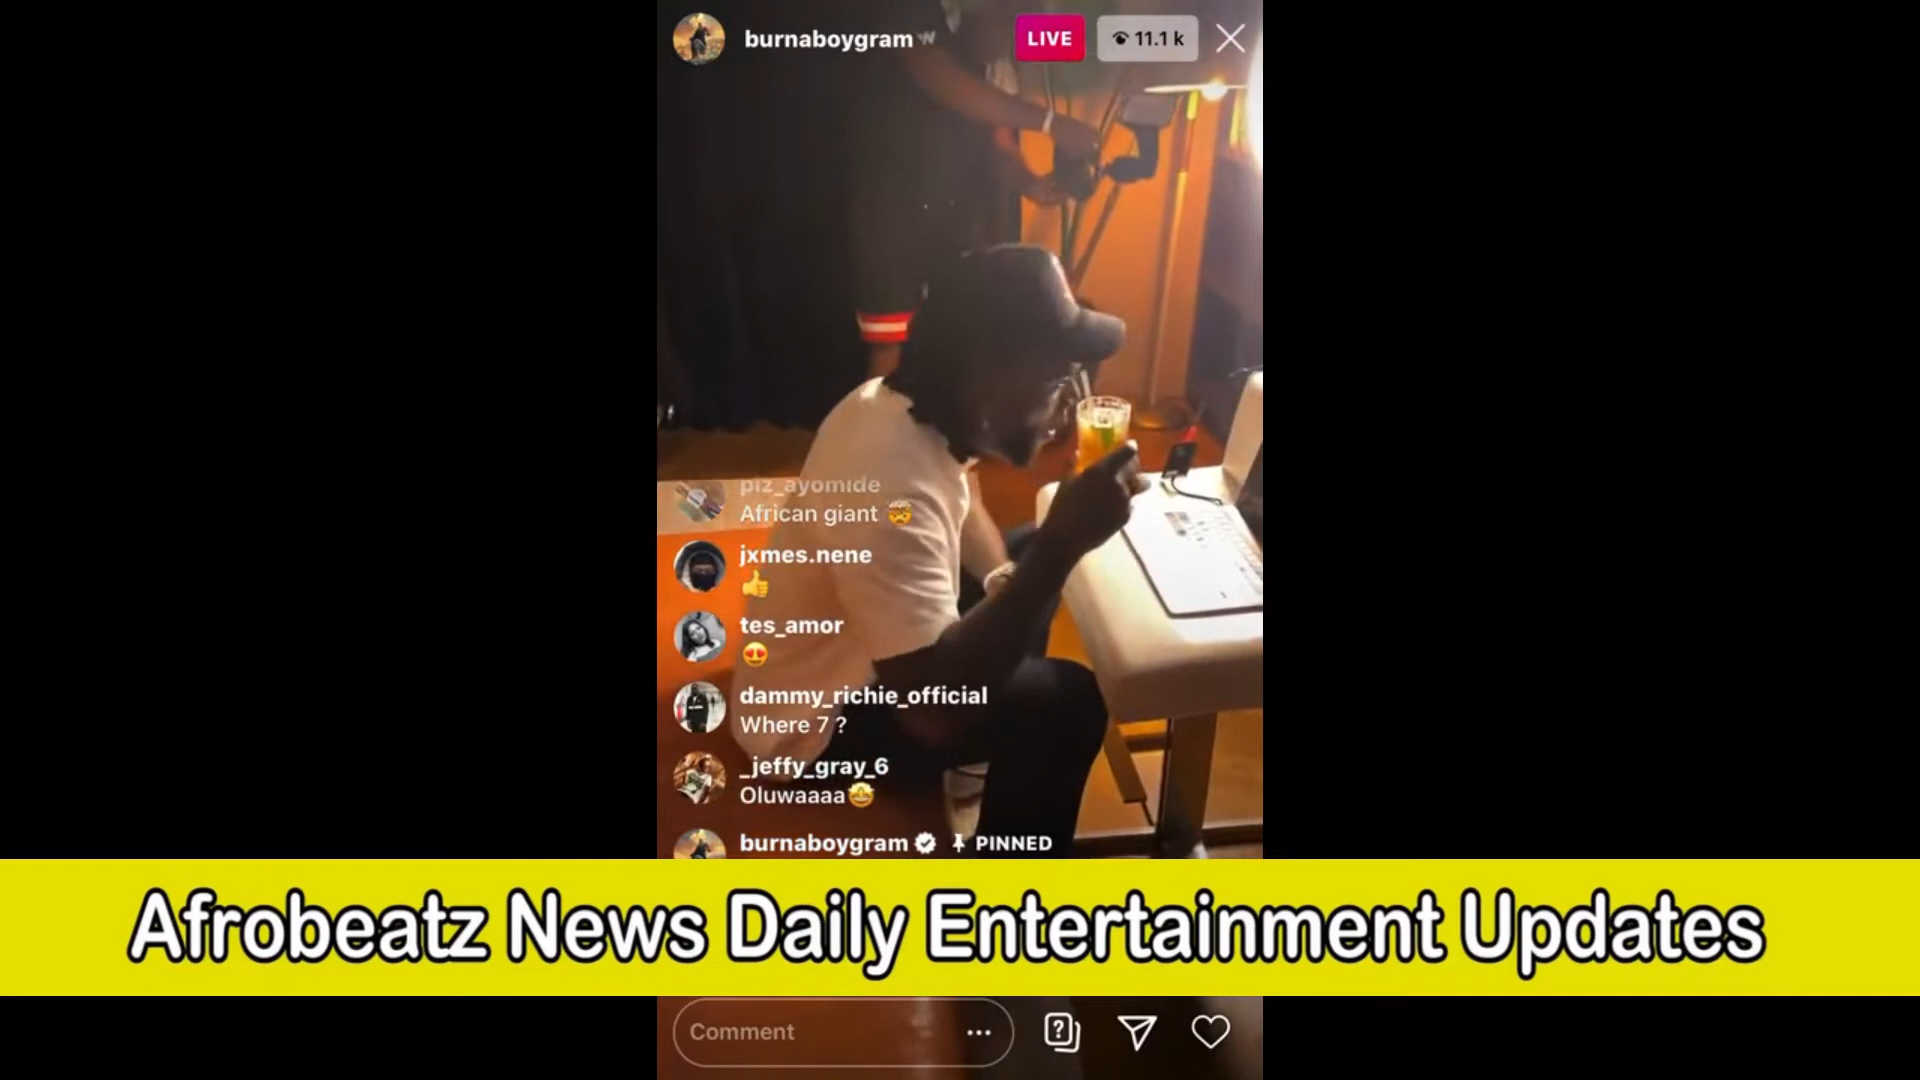 burnaboygram
LIVE
11.1 k
piz_ayomide
African giant 🤯
jxmes.nene
👍
tes_amor
😍
dammy_richie_official
Where 7 ?
_jeffy_gray_6
Oluwaaaa🤩
burnaboygram PINNED
Afrobeatz News Daily Entertainment Updates
Comment